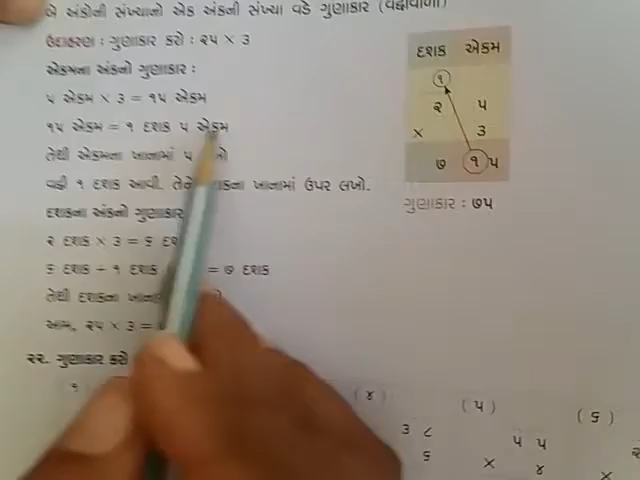 બે અંકોની સંખ્યાનો એક અંકની સંખ્યા વડે ગુણાકાર (વદ્દીવાળા)
ઉદાહરણ : ગુણાકાર કરો : ૨૫ × ૩
એકમના અંકનો ગુણાકાર :
૫ એકમ × ૩ = ૧૫ એકમ
૧૫ એકમ = ૧ દશક ૫ એકમ
તેથી એકમના ખાનામાં ૫
વદ્દી ૧ દશક આવી. તેને ખાનામાં ઉપર લખો.
દશકના અંકનો ગુણાકાર
૨ દશક × ૩ = ૬
૬ દશક + ૧ દશક = ૭ દશક
તેથી દશકના
આમ, ૨૫ × ૩ =
દશક એકમ
૧
૨ ૫
× ૩
૭ ૧ ૫
ગુણાકાર : ૭૫
૨૨. ગુણાકાર કરો
(૪) (૫) (૬)
૩ ૮ ૫ ૫ ૨
૬ × ૪ ×